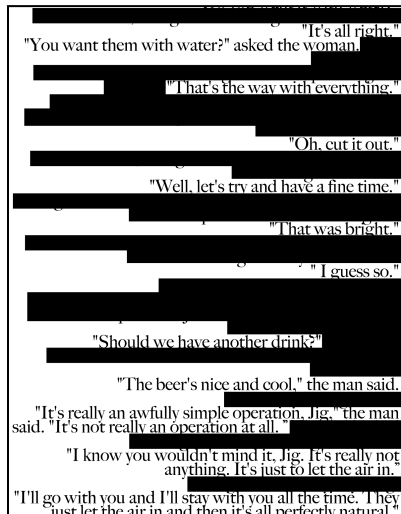 "It's all right."
"You want them with water?" asked the woman.
"That's the way with everything."
"Oh, cut it out."
"Well, let's try and have a fine time."
"That was bright."
" I guess so."
"Should we have another drink?"
"The beer's nice and cool," the man said.
"It's really an awfully simple operation, Jig," the man
said. "It's not really an operation at all. "
"I know you wouldn't mind it, Jig. It's really not
anything. It's just to let the air in."
"I'll go with you and I'll stay with you all the time. They
just let the air in and then it's all perfectly natural."